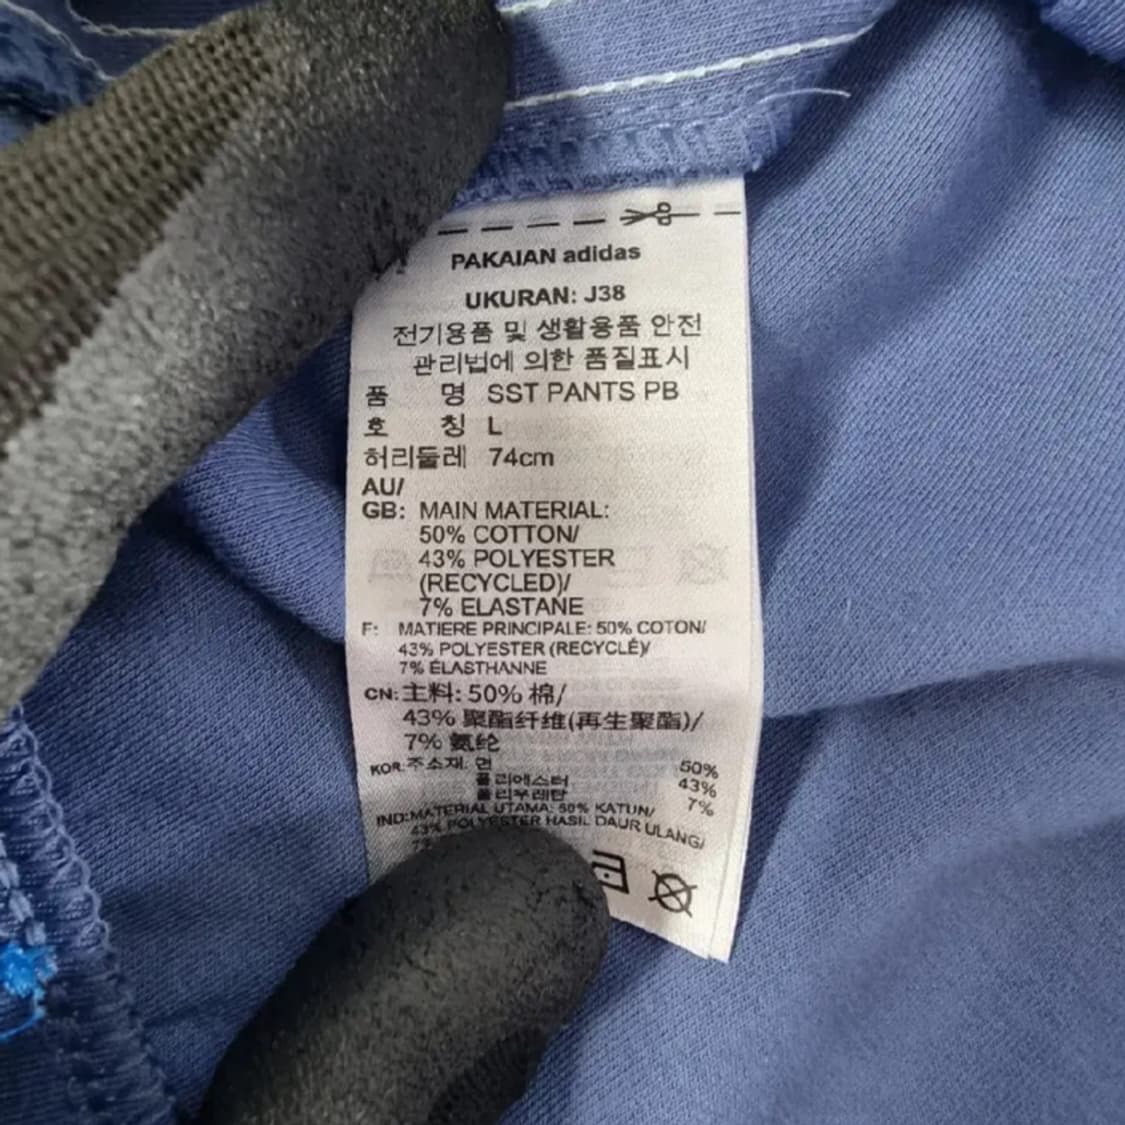 PAKAIAN adidas
UKURAN: J38
전기용품 및 생활용품 안전
관리법에 의한 품질표시
품 명 SST PANTS PB
호 칭 L
허리둘레 74cm
AU/
GB: MAIN MATERIAL:
50% COTTON/
43% POLYESTER
(RECYCLED)/
7% ELASTANE
F: MATIERE PRINCIPALE: 50% COTON/
43% POLYESTER (RECYCLÉ)/
7% ÉLASTHANNE
CN: 主料: 50% 棉/
43% 聚酯纤维(再生聚酯)/
7% 氨纶
KOR: 주소재: 면 50%
폴리에스터 43%
폴리우레탄 7%
IND: MATERIAL UTAMA: 50% KATUN/
43% POLYESTER HASIL DAUR ULANG/